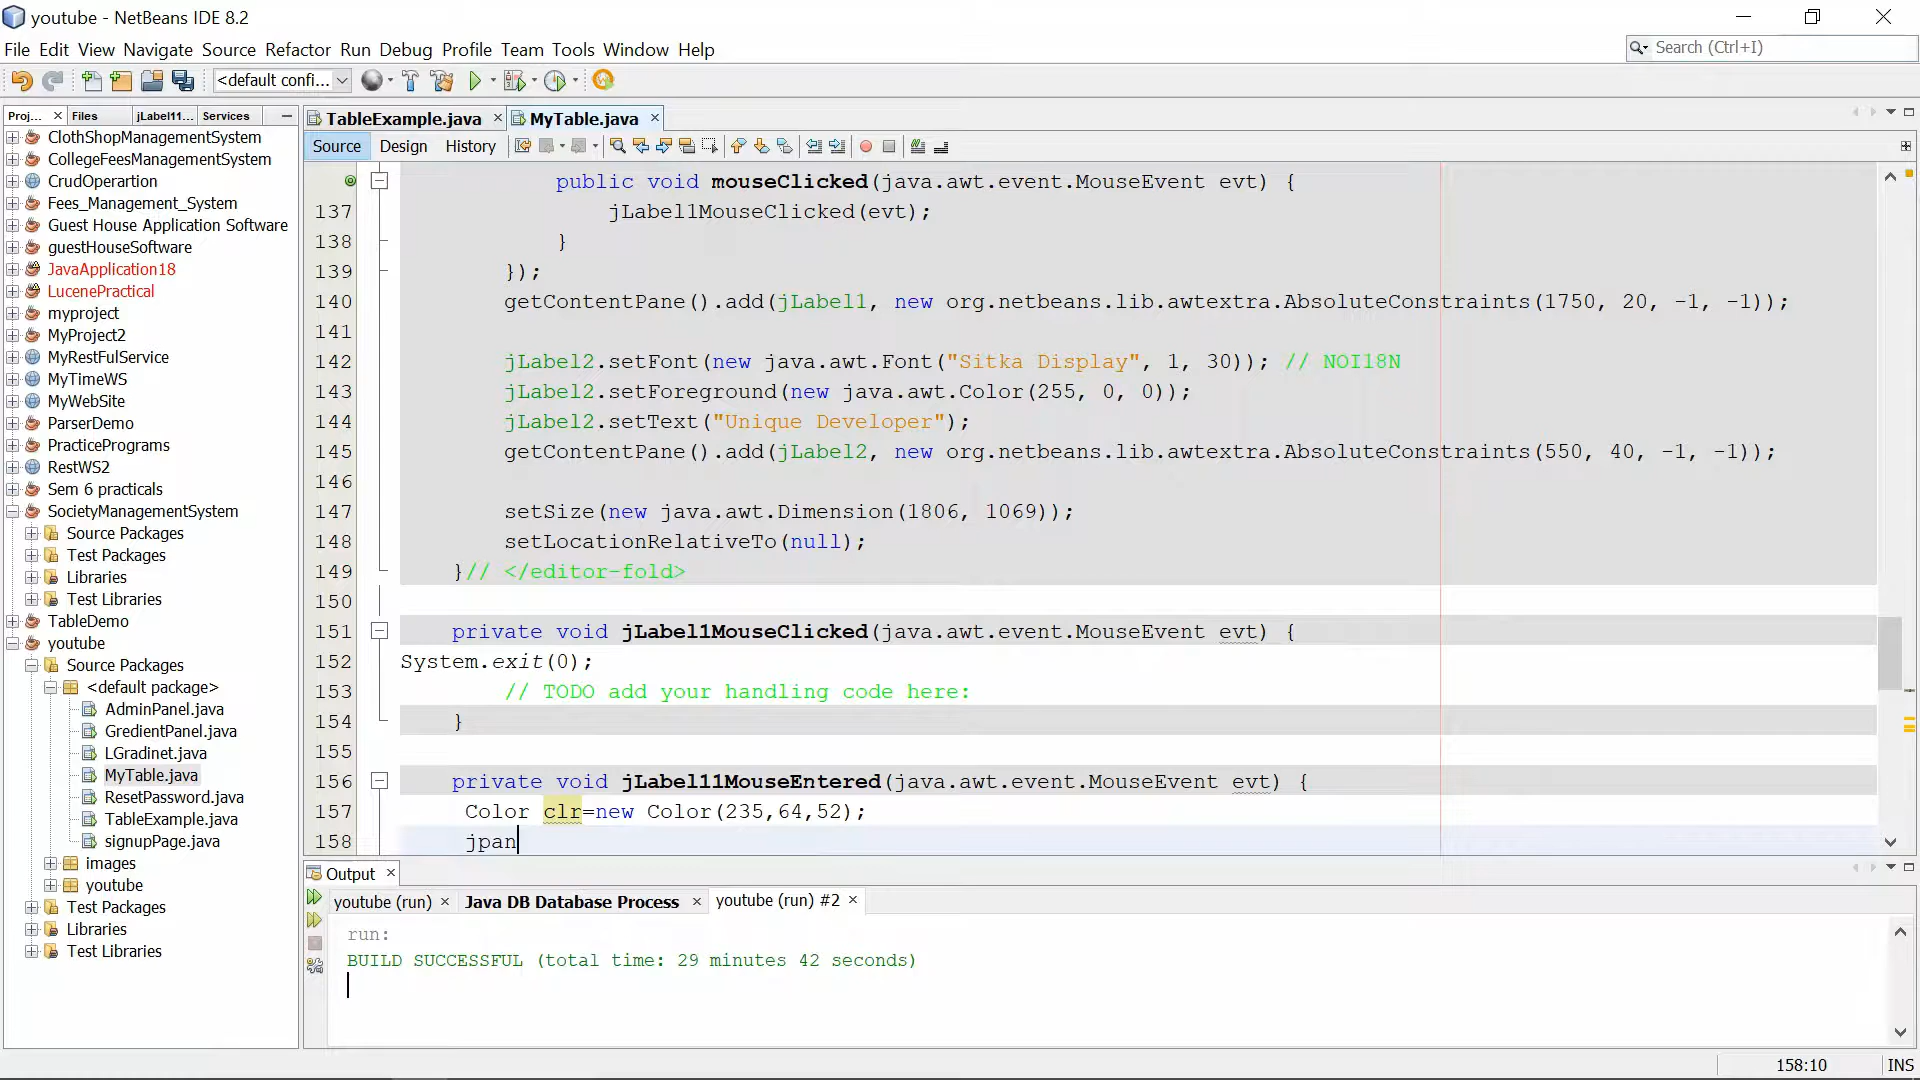 youtube - NetBeans IDE 8.2
File Edit View Navigate Source Refactor Run Debug Profile Team Tools Window Help
Search (Ctrl+I)
<default confi...
Proj... Files jLabel11... Services
TableExample.java MyTable.java
Source Design History
ClothShopManagementSystem
CollegeFeesManagementSystem
CrudOperartion
Fees_Management_System
Guest House Application Software
guestHouseSoftware
JavaApplication18
LucenePractical
myproject
MyProject2
MyRestFulService
MyTimeWS
MyWebSite
ParserDemo
PracticePrograms
RestWS2
Sem 6 practicals
SocietyManagementSystem
Source Packages
Test Packages
Libraries
Test Libraries
TableDemo
youtube
Source Packages
<default package>
AdminPanel.java
GredientPanel.java
LGradinet.java
MyTable.java
ResetPassword.java
TableExample.java
signupPage.java
images
youtube
Test Packages
Libraries
Test Libraries
public void mouseClicked(java.awt.event.MouseEvent evt) {
137 jLabel1MouseClicked(evt);
138 }
139 });
140 getContentPane().add(jLabel1, new org.netbeans.lib.awtextra.AbsoluteConstraints(1750, 20, -1, -1));
141
142 jLabel2.setFont(new java.awt.Font("Sitka Display", 1, 30)); // NOI18N
143 jLabel2.setForeground(new java.awt.Color(255, 0, 0));
144 jLabel2.setText("Unique Developer");
145 getContentPane().add(jLabel2, new org.netbeans.lib.awtextra.AbsoluteConstraints(550, 40, -1, -1));
146
147 setSize(new java.awt.Dimension(1806, 1069));
148 setLocationRelativeTo(null);
149 }// </editor-fold>
150
151 private void jLabel1MouseClicked(java.awt.event.MouseEvent evt) {
152 System.exit(0);
153 // TODO add your handling code here:
154 }
155
156 private void jLabel11MouseEntered(java.awt.event.MouseEvent evt) {
157 Color clr=new Color(235,64,52);
158 jpan
Output
youtube (run) Java DB Database Process youtube (run) #2
run:
BUILD SUCCESSFUL (total time: 29 minutes 42 seconds)
158:10 INS